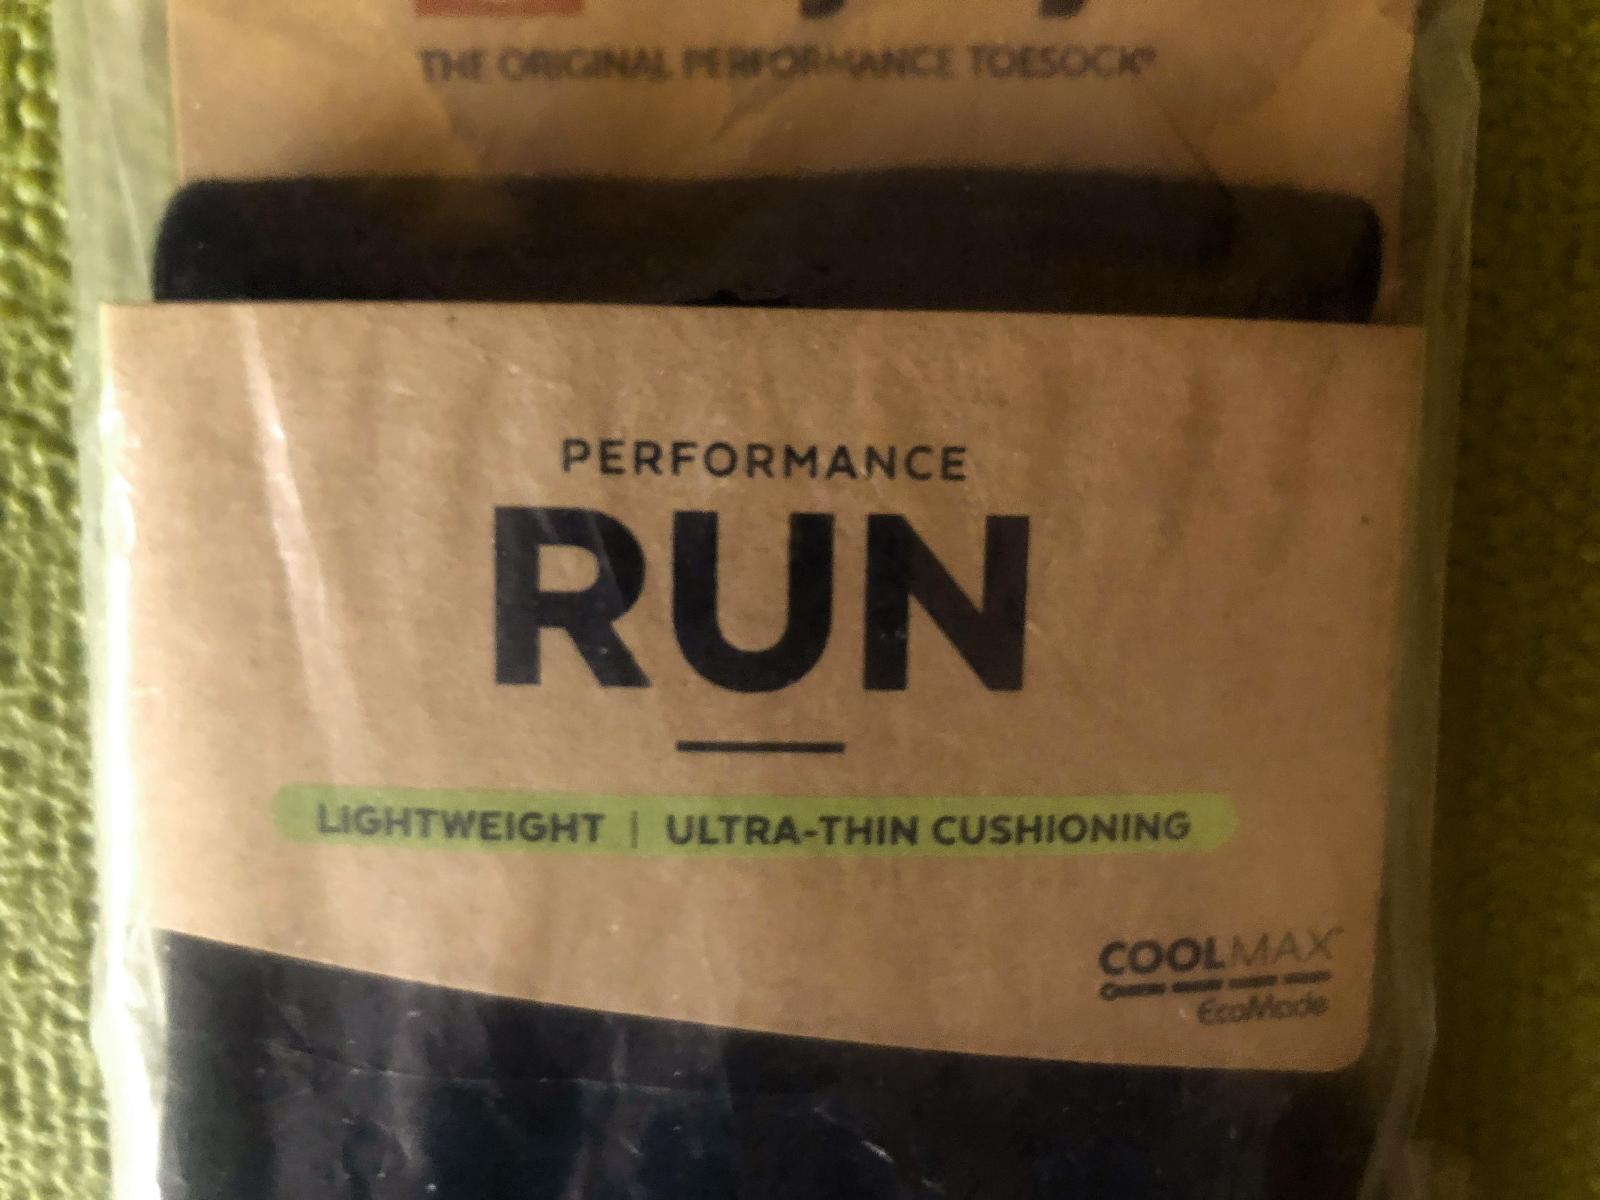 THE ORIGINAL PERFORMANCE TOESOCK®
PERFORMANCE
RUN
LIGHTWEIGHT | ULTRA-THIN CUSHIONING
COOLMAX®
EcoMade